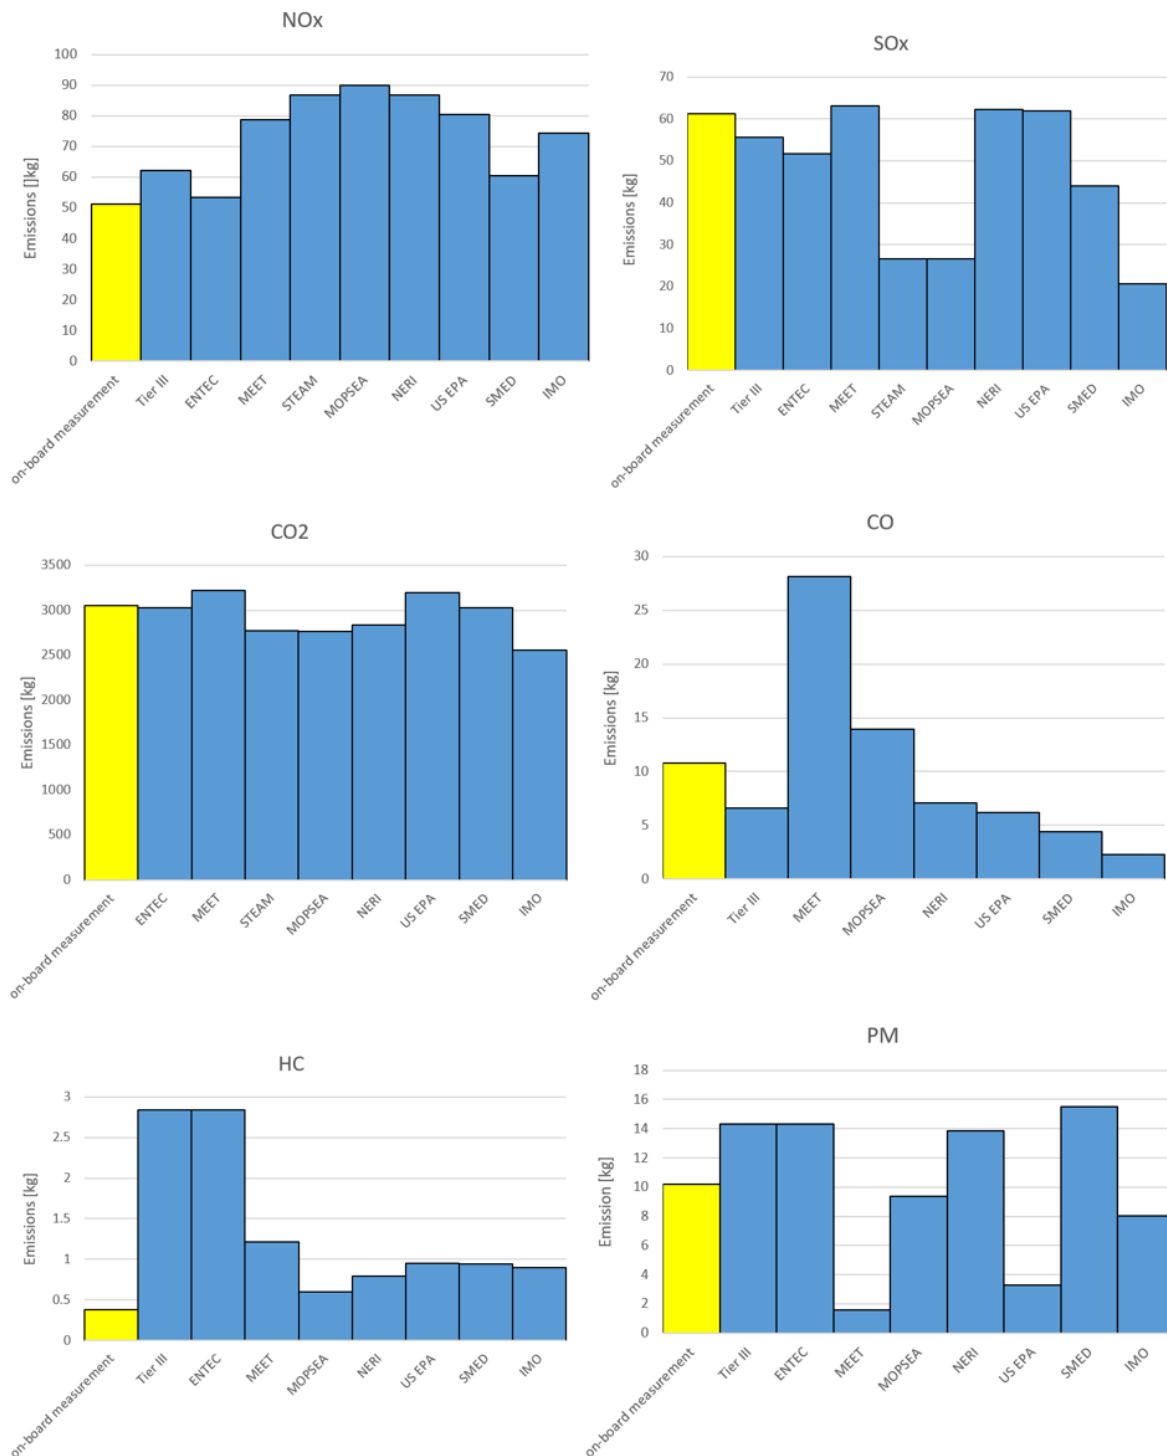 NOx
Emissions []kg]
100
90
80
70
60
50
40
30
20
10
0
on-board measurement
Tier III
ENTEC
MEET
STEAM
MOPSEA
NERI
US EPA
SMED
IMO
SOx
Emissions [kg]
70
60
50
40
30
20
10
0
on-board measurement
Tier III
ENTEC
MEET
STEAM
MOPSEA
NERI
US EPA
SMED
IMO
CO2
Emissions [kg]
3500
3000
2500
2000
1500
1000
500
0
on-board measurement
ENTEC
MEET
STEAM
MOPSEA
NERI
US EPA
SMED
IMO
CO
Emissions [kg]
30
25
20
15
10
5
0
on-board measurement
Tier III
MEET
MOPSEA
NERI
US EPA
SMED
IMO
HC
Emissions [kg]
3
2.5
2
1.5
1
0.5
0
on-board measurement
Tier III
ENTEC
MEET
MOPSEA
NERI
US EPA
SMED
IMO
PM
Emission [kg]
18
16
14
12
10
8
6
4
2
0
on-board measurement
Tier III
ENTEC
MEET
MOPSEA
NERI
US EPA
SMED
IMO